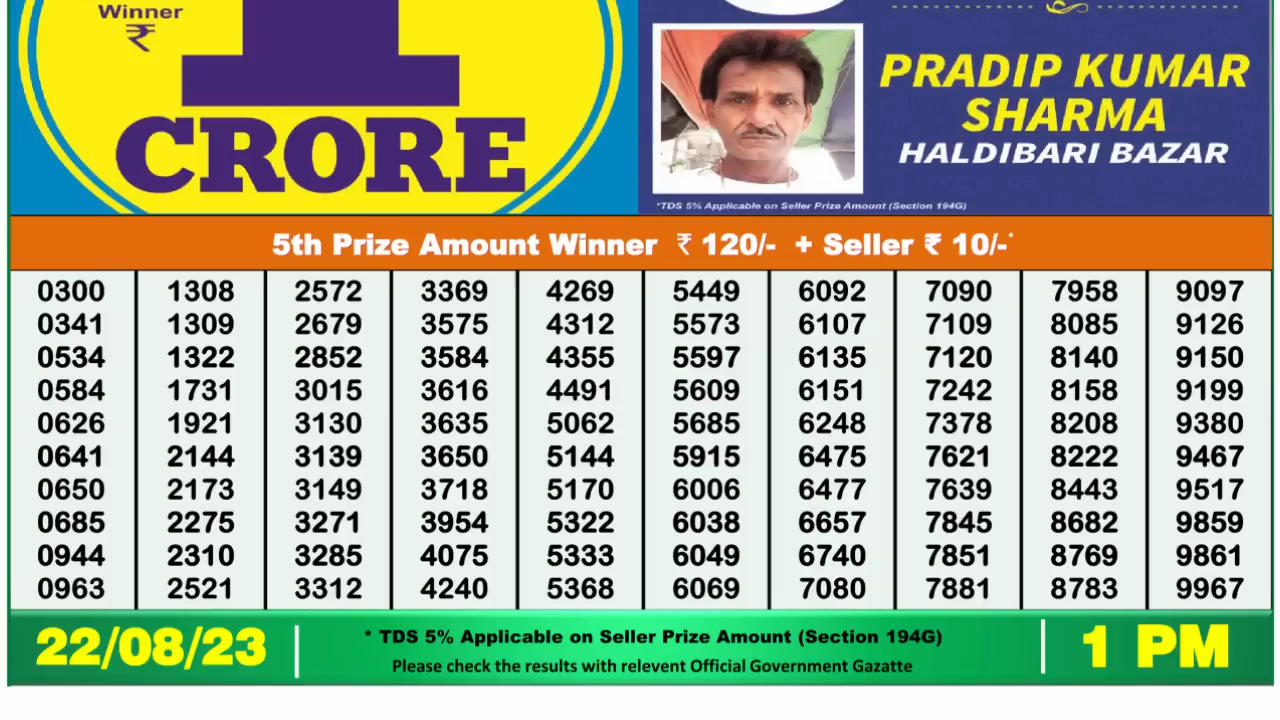 Winner
₹
1
CRORE
PRADIP KUMAR
SHARMA
HALDIBARI BAZAR
*TDS 5% Applicable on Seller Prize Amount (Section 194G)
5th Prize Amount Winner ₹ 120/- + Seller ₹ 10/-*
0300 1308 2572 3369 4269 5449 6092 7090 7958 9097
0341 1309 2679 3575 4312 5573 6107 7109 8085 9126
0534 1322 2852 3584 4355 5597 6135 7120 8140 9150
0584 1731 3015 3616 4491 5609 6151 7242 8158 9199
0626 1921 3130 3635 5062 5685 6248 7378 8208 9380
0641 2144 3139 3650 5144 5915 6475 7621 8222 9467
0650 2173 3149 3718 5170 6006 6477 7639 8443 9517
0685 2275 3271 3954 5322 6038 6657 7845 8682 9859
0944 2310 3285 4075 5333 6049 6740 7851 8769 9861
0963 2521 3312 4240 5368 6069 7080 7881 8783 9967
22/08/23
* TDS 5% Applicable on Seller Prize Amount (Section 194G)
Please check the results with relevent Official Government Gazatte
1 PM